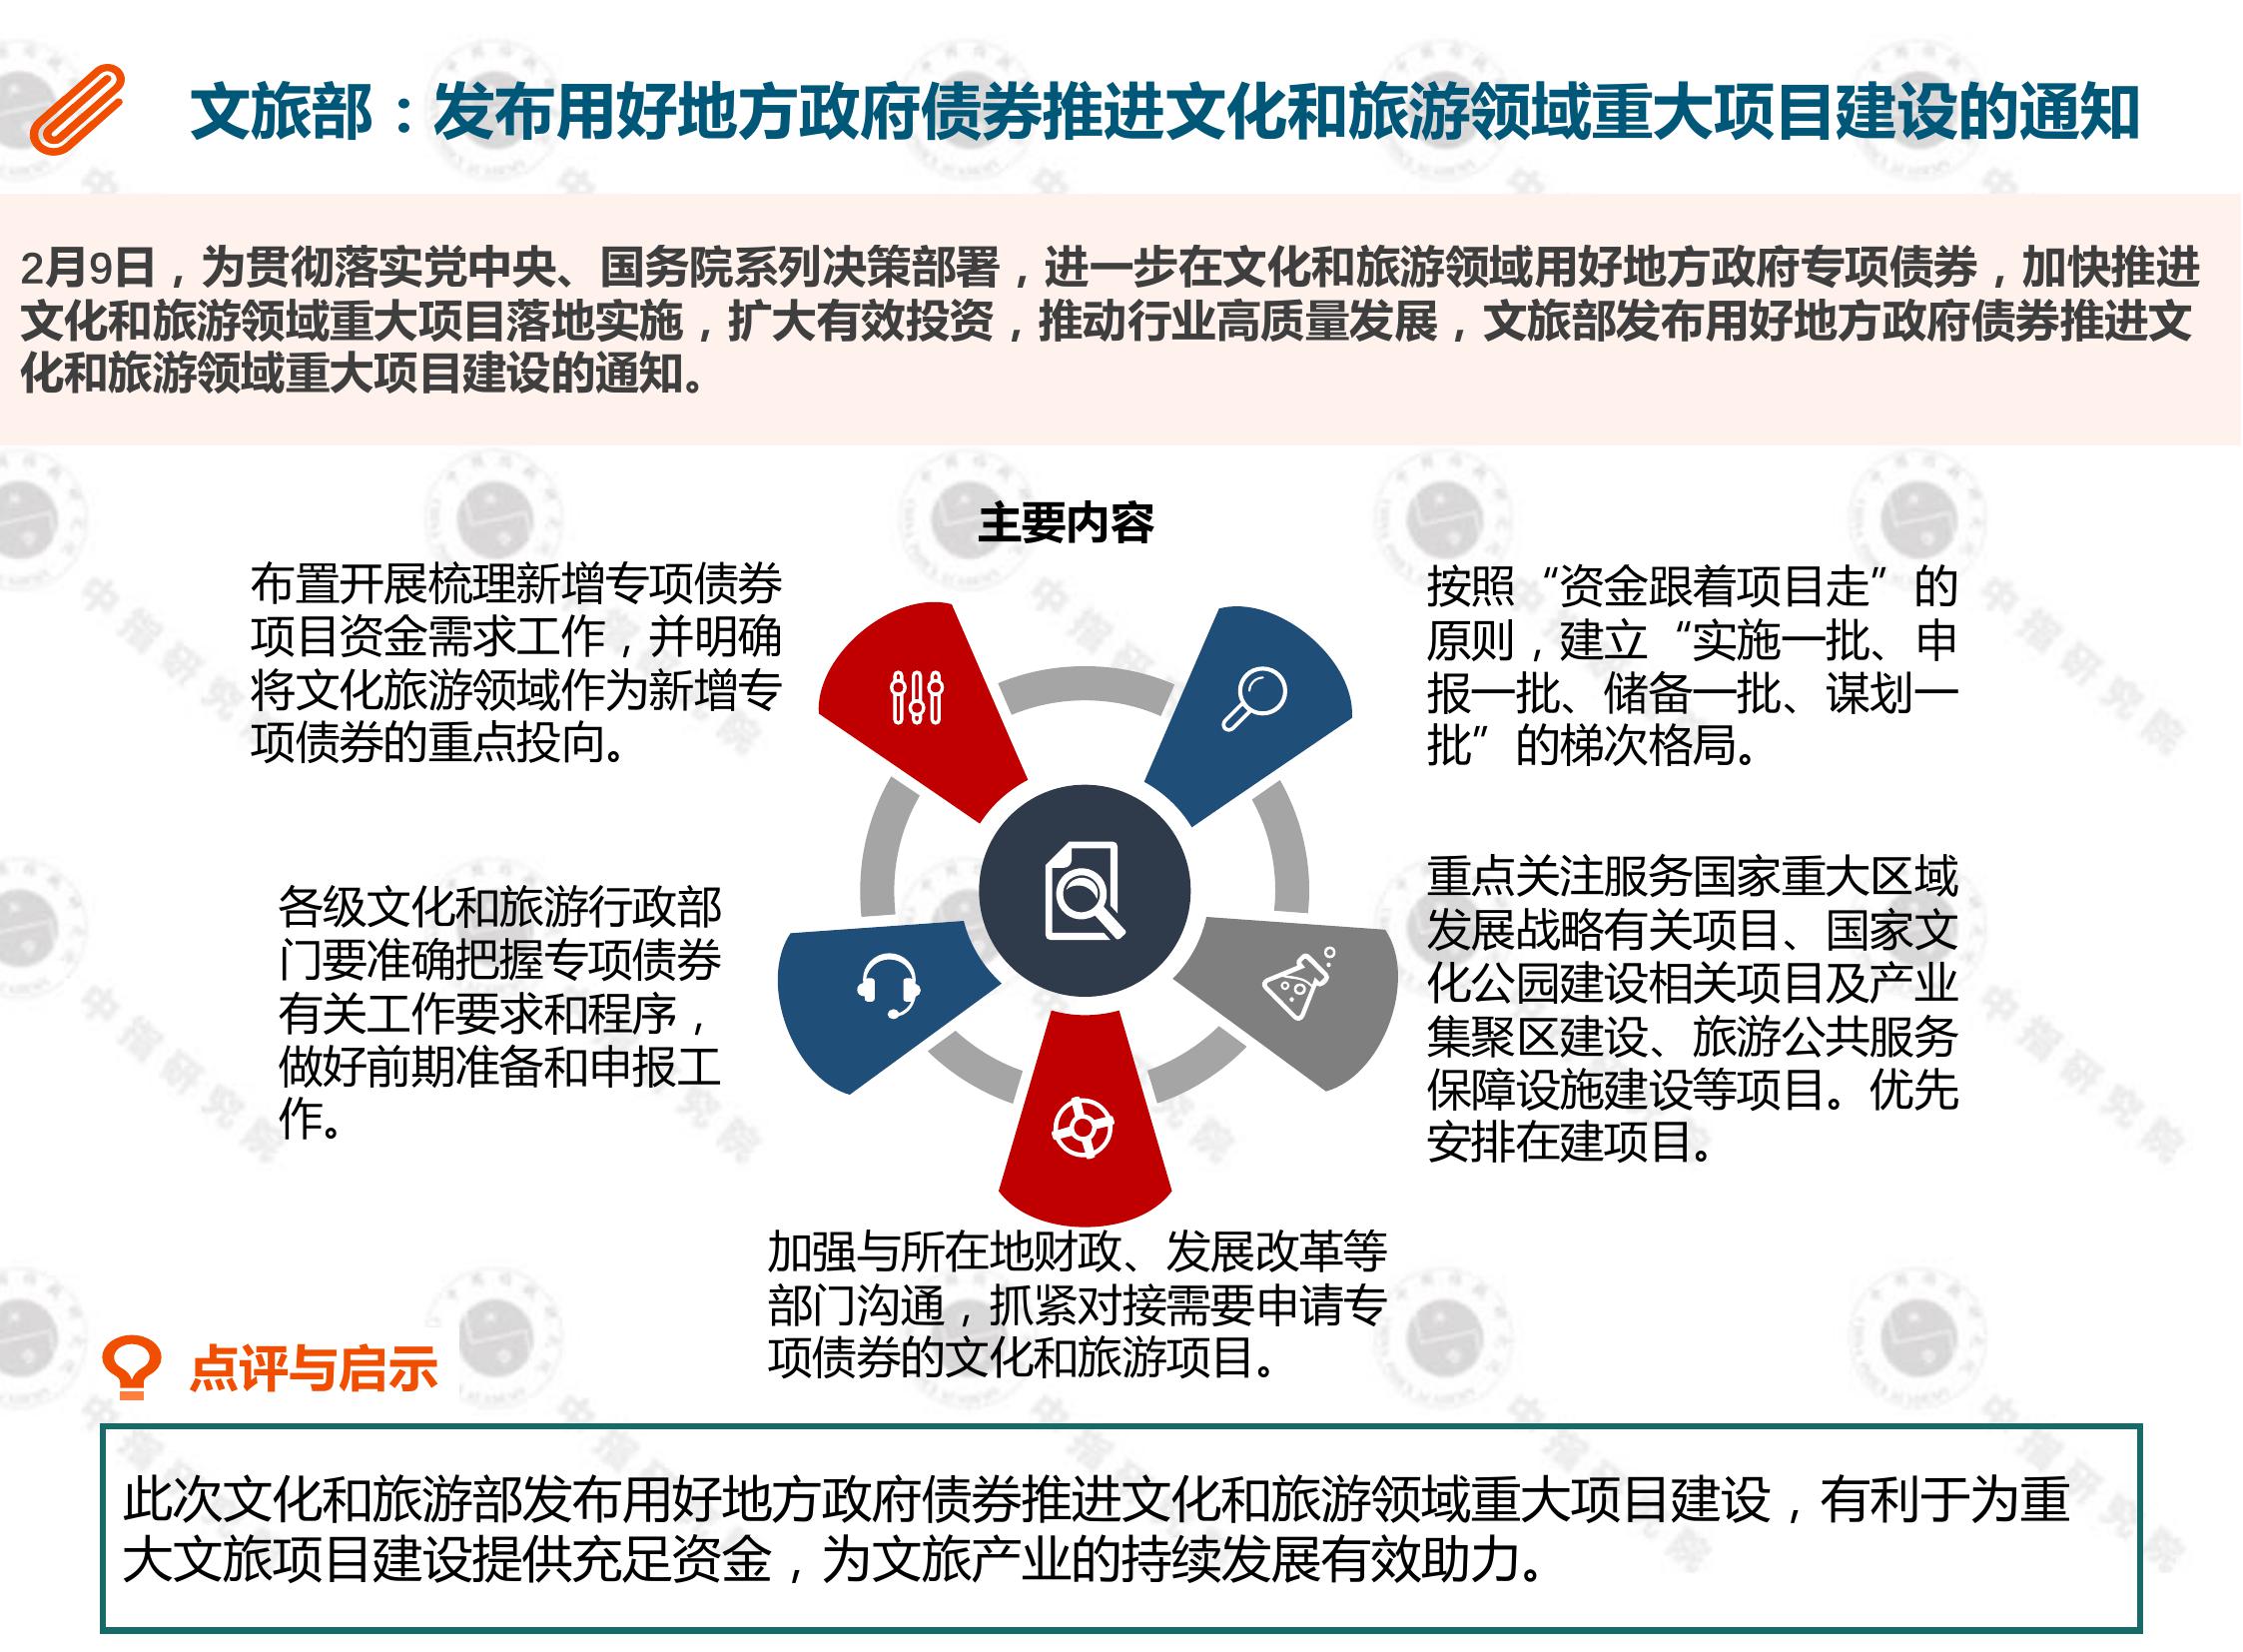 文旅部：发布用好地方政府债券推进文化和旅游领域重大项目建设的通知
2月9日，为贯彻落实党中央、国务院系列决策部署，进一步在文化和旅游领域用好地方政府专项债券，加快推进
文化和旅游领域重大项目落地实施，扩大有效投资，推动行业高质量发展，文旅部发布用好地方政府债券推进文
化和旅游领域重大项目建设的通知。
主要内容
布置开展梳理新增专项债券
项目资金需求工作，并明确
将文化旅游领域作为新增专
项债券的重点投向。
按照“资金跟着项目走”的
原则，建立“实施一批、申
报一批、储备一批、谋划一
批”的梯次格局。
各级文化和旅游行政部
门要准确把握专项债券
有关工作要求和程序，
做好前期准备和申报工
作。
重点关注服务国家重大区域
发展战略有关项目、国家文
化公园建设相关项目及产业
集聚区建设、旅游公共服务
保障设施建设等项目。优先
安排在建项目。
加强与所在地财政、发展改革等
部门沟通，抓紧对接需要申请专
项债券的文化和旅游项目。
点评与启示
此次文化和旅游部发布用好地方政府债券推进文化和旅游领域重大项目建设，有利于为重
大文旅项目建设提供充足资金，为文旅产业的持续发展有效助力。
中指研究院